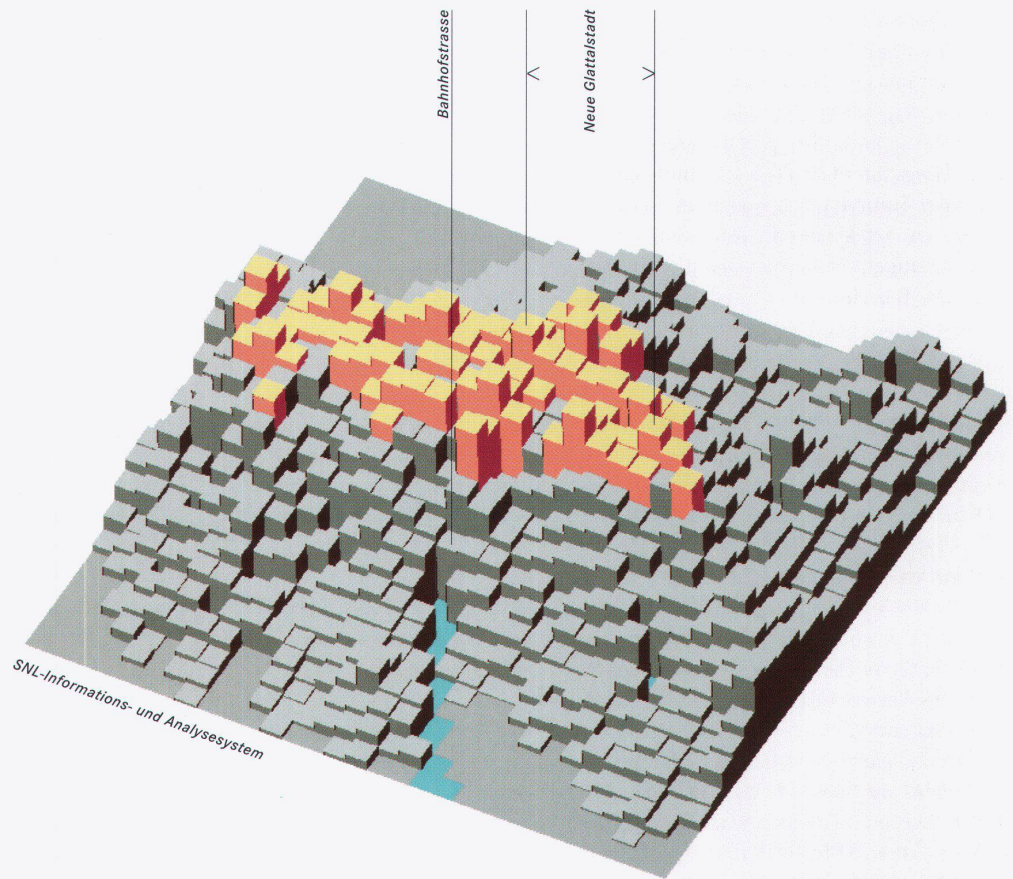 Bahnhofstrasse
Neue Glattalstadt
SNL-Informations- und Analysesystem